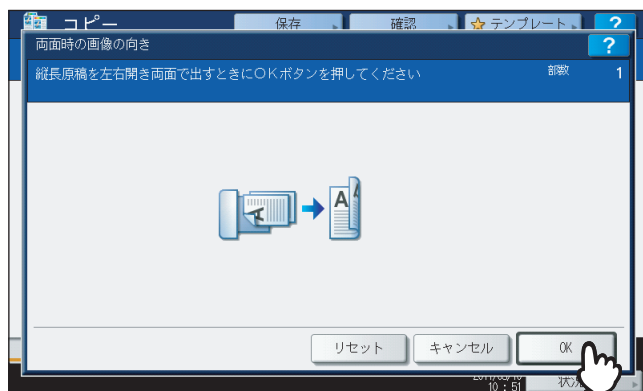 コピー 保存 確認 テンプレート ?
両面時の画像の向き ?
縦長原稿を左右開き両面で出すときにOKボタンを押してください 部数 1
A A
リセット キャンセル OK
10:51 状況